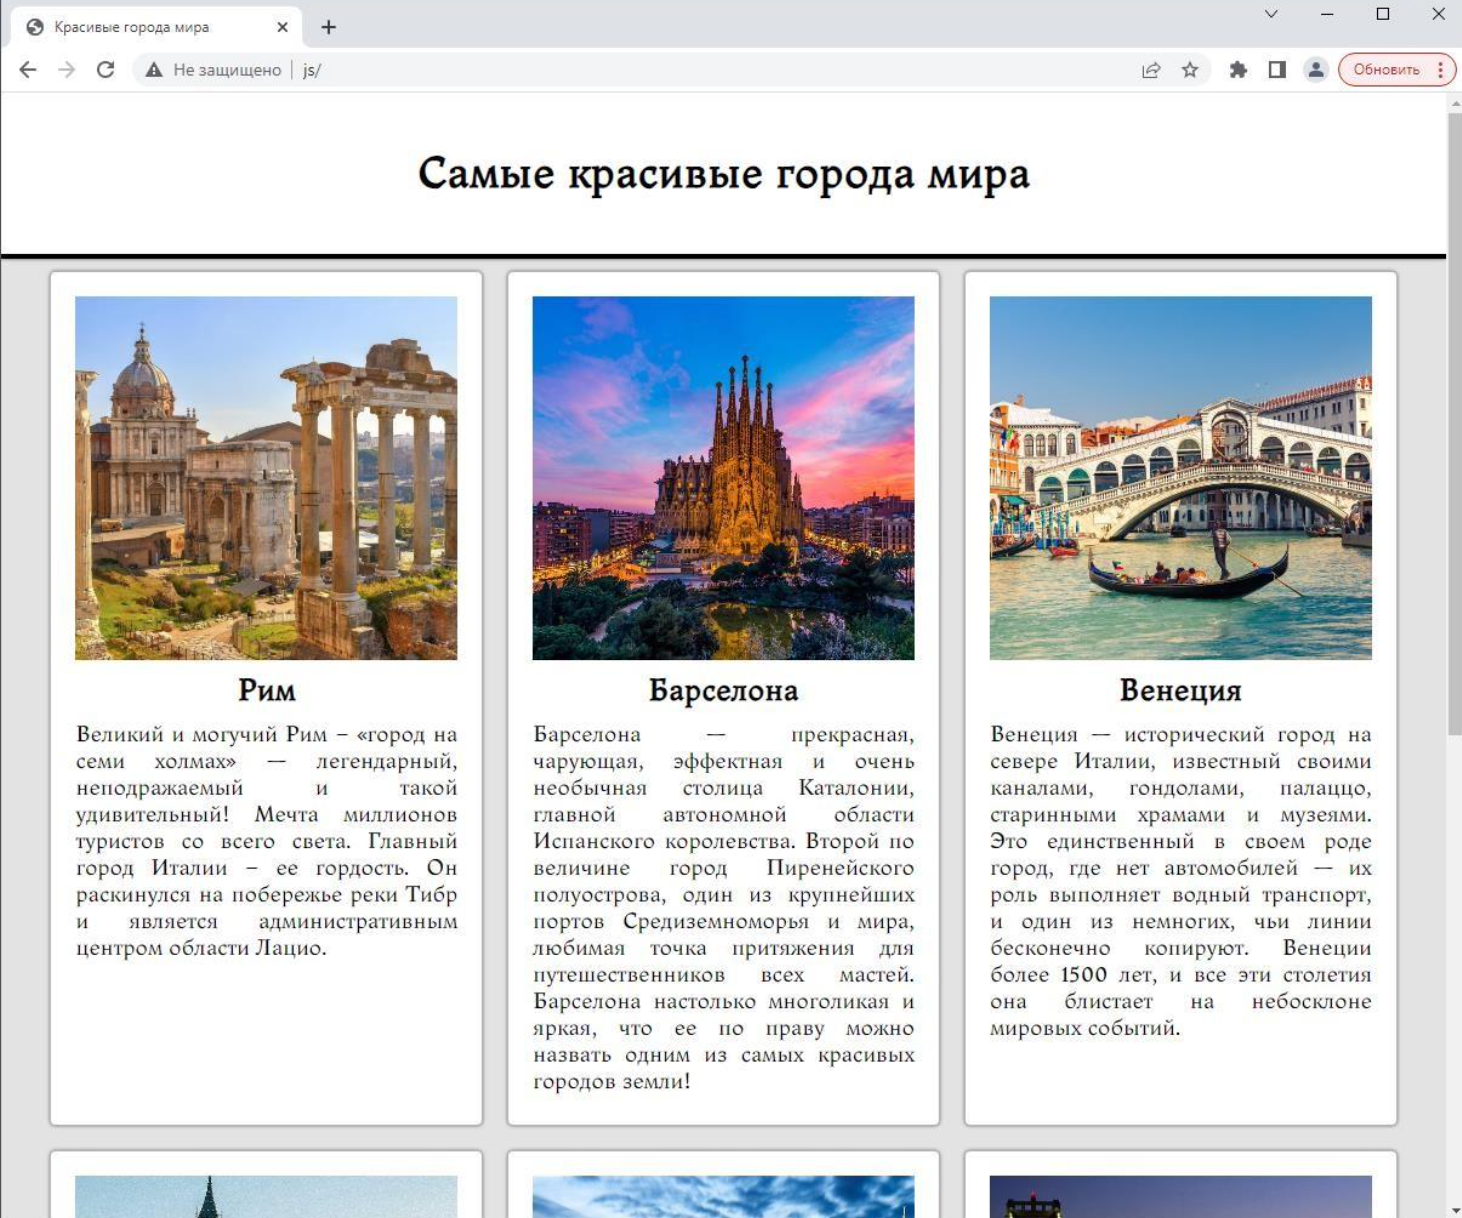 Красивые города мира
Не защищено
js/
Обновить
Самые красивые города мира
Рим
Великий и могучий Рим – «город на
семи холмах» — легендарный,
неподражаемый и такой
удивительный! Мечта миллионов
туристов со всего света. Главный
город Италии – ее гордость. Он
раскинулся на побережье реки Тибр
и является административным
центром области Лацио.
Барселона
Барселона — прекрасная,
чарующая, эффектная и очень
необычная столица Каталонии,
главной автономной области
Испанского королевства. Второй по
величине город Пиренейского
полуострова, один из крупнейших
портов Средиземноморья и мира,
любимая точка притяжения для
путешественников всех мастей.
Барселона настолько многоликая и
яркая, что ее по праву можно
назвать одним из самых красивых
городов земли!
Венеция
Венеция — исторический город на
севере Италии, известный своими
каналами, гондолами, палаццо,
старинными храмами и музеями.
Это единственный в своем роде
город, где нет автомобилей — их
роль выполняет водный транспорт,
и один из немногих, чьи линии
бесконечно копируют. Венеции
более 1500 лет, и все эти столетия
она блистает на небосклоне
мировых событий.